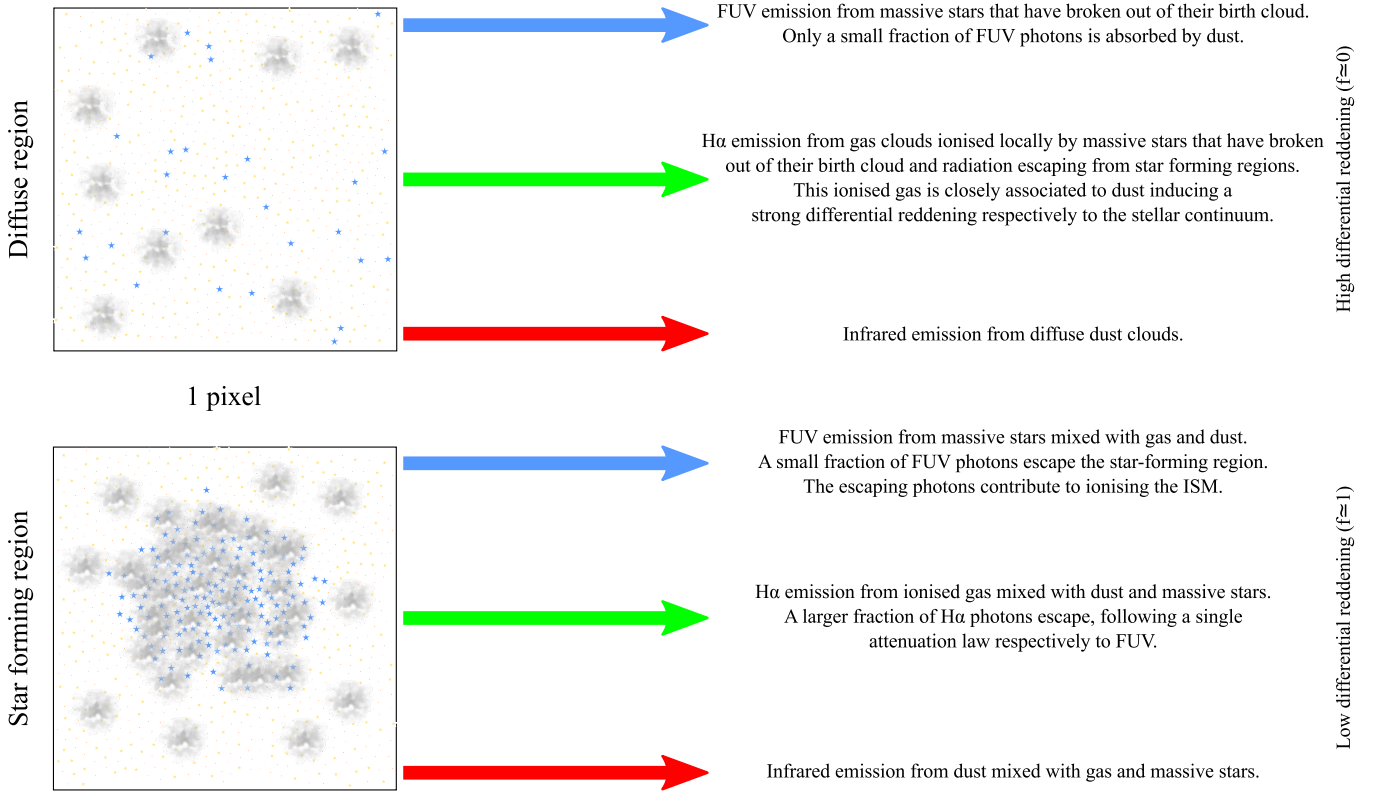 Diffuse region
FUV emission from massive stars that have broken out of their birth cloud.
Only a small fraction of FUV photons is absorbed by dust.
Hα emission from gas clouds ionised locally by massive stars that have broken
out of their birth cloud and radiation escaping from star forming regions.
This ionised gas is closely associated to dust inducing a
strong differential reddening respectively to the stellar continuum.
Infrared emission from diffuse dust clouds.
High differential reddening (f≃0)
1 pixel
Star forming region
FUV emission from massive stars mixed with gas and dust.
A small fraction of FUV photons escape the star-forming region.
The escaping photons contribute to ionising the ISM.
Hα emission from ionised gas mixed with dust and massive stars.
A larger fraction of Hα photons escape, following a single
attenuation law respectively to FUV.
Infrared emission from dust mixed with gas and massive stars.
Low differential reddening (f≃1)